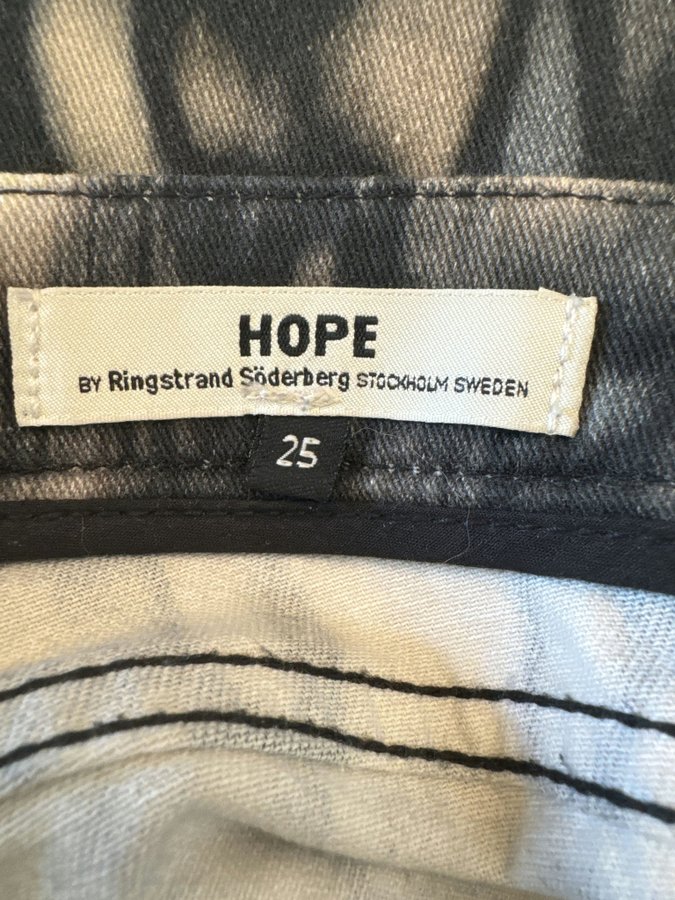 HOPE
BY Ringstrand Söderberg STOCKHOLM SWEDEN
25